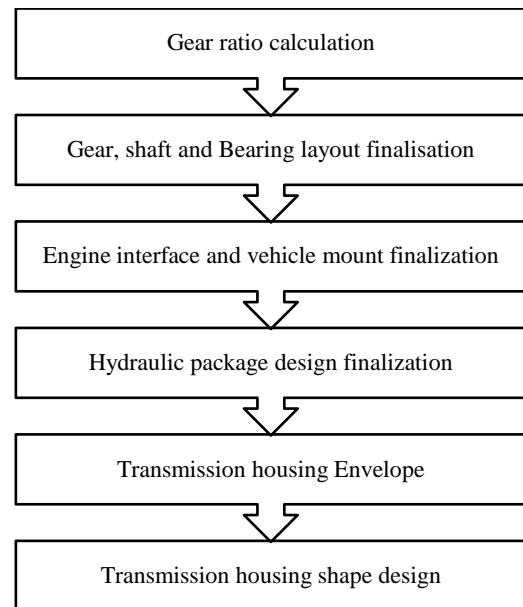 Gear ratio calculation
Gear, shaft and Bearing layout finalisation
Engine interface and vehicle mount finalization
Hydraulic package design finalization
Transmission housing Envelope
Transmission housing shape design